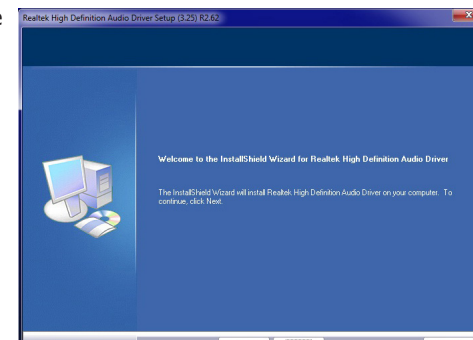 e
Realtek High Definition Audio Driver Setup (3.25) R2.62
Welcome to the InstallShield Wizard for Realtek High Definition Audio Driver
The InstallShield Wizard will install Realtek High Definition Audio Driver on your computer. To
continue, click Next.